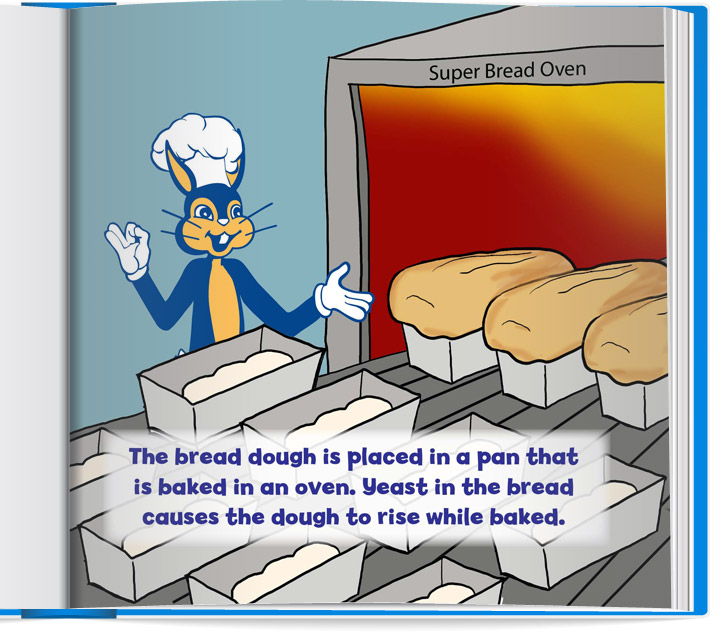 Super Bread Oven
The bread dough is placed in a pan that
is baked in an oven. Yeast in the bread
causes the dough to rise while baked.